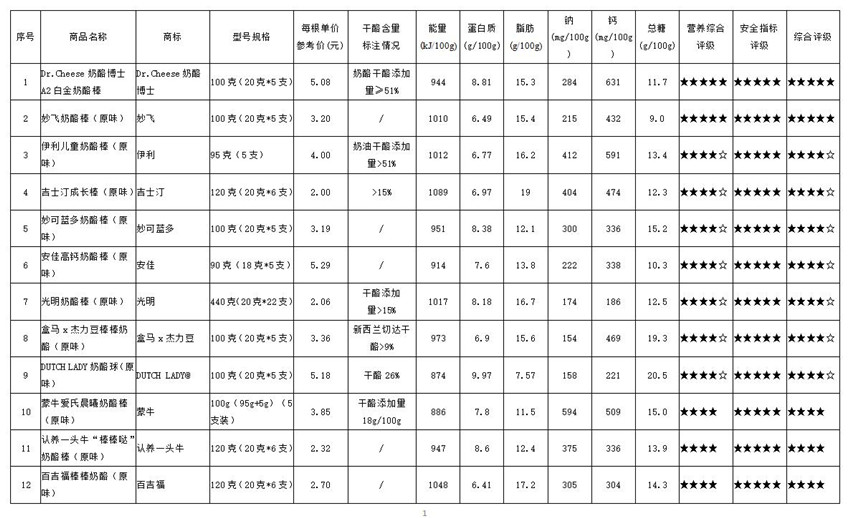 序号 商品名称 商标 型号规格 每根单价参考价(元) 干酪含量标注情况 能量(kJ/100g) 蛋白质(g/100g) 脂肪(g/100g) 钠(mg/100g) 钙(mg/100g) 总糖(g/100g) 营养综合评级 安全指标评级 综合评级
1 Dr.Cheese奶酪博士A2白金奶酪棒 Dr.Cheese奶酪博士 100克(20克*5支) 5.08 奶酪干酪添加量≥51% 944 8.81 15.3 284 631 11.7 ★★★★★ ★★★★★ ★★★★★
2 妙飞奶酪棒(原味) 妙飞 100克(20克*5支) 3.20 / 1010 6.49 15.4 215 432 9.0 ★★★★★ ★★★★★ ★★★★★
3 伊利儿童奶酪棒(原味) 伊利 95克(5支) 4.00 奶油干酪添加量>51% 1012 6.77 16.2 412 591 13.4 ★★★★☆ ★★★★★ ★★★★☆
4 吉士汀成长棒(原味) 吉士汀 120克(20克*6支) 2.00 >15% 1089 6.97 19 404 474 12.3 ★★★★☆ ★★★★★ ★★★★☆
5 妙可蓝多奶酪棒(原味) 妙可蓝多 100克(20克*5支) 3.19 / 951 8.38 12.1 300 336 15.2 ★★★★☆ ★★★★★ ★★★★☆
6 安佳高钙奶酪棒(原味) 安佳 90克(18克*5支) 5.29 / 914 7.6 13.8 222 338 10.3 ★★★★☆ ★★★★★ ★★★★☆
7 光明奶酪棒(原味) 光明 440克(20克*22支) 2.06 干酪添加量>15% 1017 8.18 16.7 174 186 12.5 ★★★★☆ ★★★★★ ★★★★☆
8 盒马x杰力豆棒棒奶酪(原味) 盒马x杰力豆 100克(20克*5支) 3.36 新西兰切达干酪>9% 973 6.9 15.6 154 469 19.3 ★★★★☆ ★★★★★ ★★★★☆
9 DUTCH LADY奶酪球(原味) DUTCH LADY® 100克(20克*5支) 5.18 干酪26% 874 9.97 7.57 158 221 20.5 ★★★★☆ ★★★★★ ★★★★☆
10 蒙牛爱氏晨曦奶酪棒(原味) 蒙牛 100g(95g+5g)(5支装) 3.85 干酪添加量18g/100g 886 7.8 11.5 594 509 15.0 ★★★★ ★★★★★ ★★★★
11 认养一头牛“棒棒哒”奶酪棒(原味) 认养一头牛 120克(20克*6支) 2.32 / 947 8.6 12.4 375 336 13.9 ★★★★ ★★★★★ ★★★★
12 百吉福棒棒奶酪(原味) 百吉福 120克(20克*6支) 2.70 / 1048 6.41 17.2 305 304 14.3 ★★★★ ★★★★★ ★★★★
1